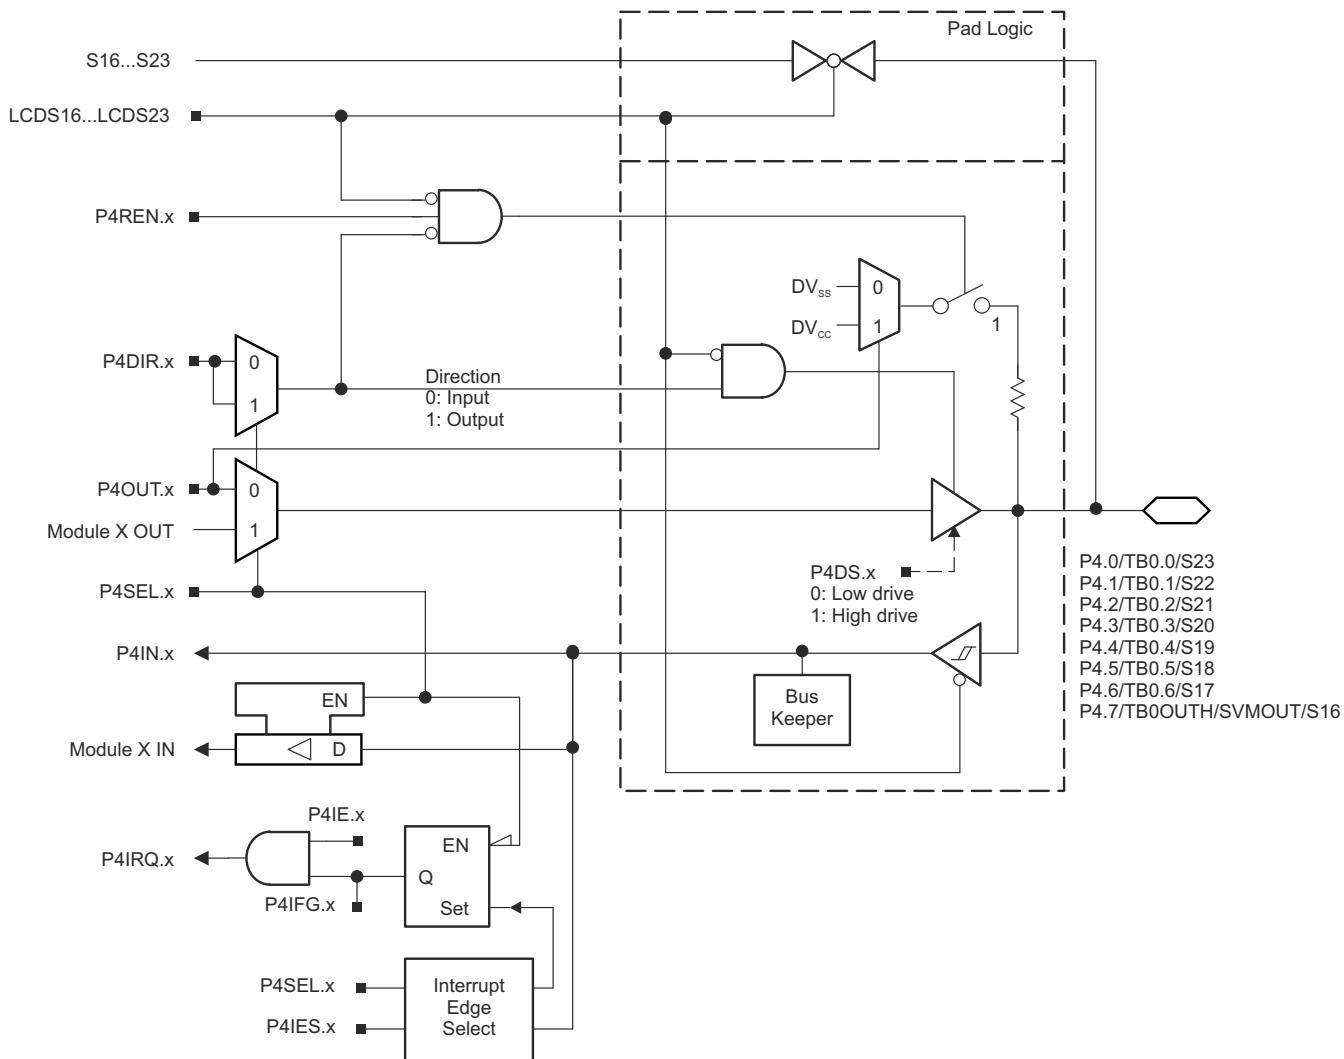 Pad Logic
S16...S23
LCDS16...LCDS23
P4REN.x
DVSS
0
DVCC
1
1
P4DIR.x
0
1
Direction
0: Input
1: Output
P4OUT.x
0
Module X OUT
1
P4DS.x
0: Low drive
1: High drive
P4SEL.x
P4.0/TB0.0/S23
P4.1/TB0.1/S22
P4.2/TB0.2/S21
P4.3/TB0.3/S20
P4.4/TB0.4/S19
P4.5/TB0.5/S18
P4.6/TB0.6/S17
P4.7/TB0OUTH/SVMOUT/S16
P4IN.x
Bus
Keeper
EN
Module X IN
D
P4IE.x
P4IRQ.x
EN
Q
P4IFG.x
Set
P4SEL.x
P4IES.x
Interrupt
Edge
Select